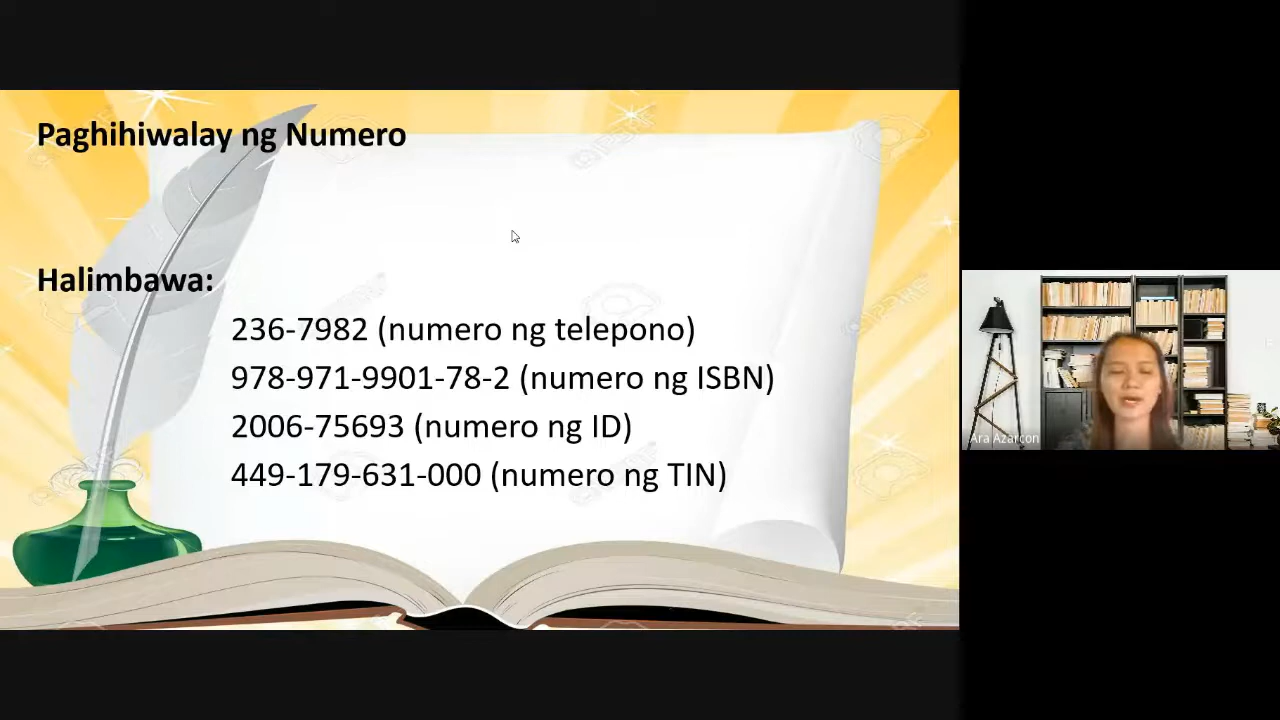 Paghihiwalay ng Numero
Halimbawa:
236-7982 (numero ng telepono)
978-971-9901-78-2 (numero ng ISBN)
2006-75693 (numero ng ID)
449-179-631-000 (numero ng TIN)
Ara Azarcon